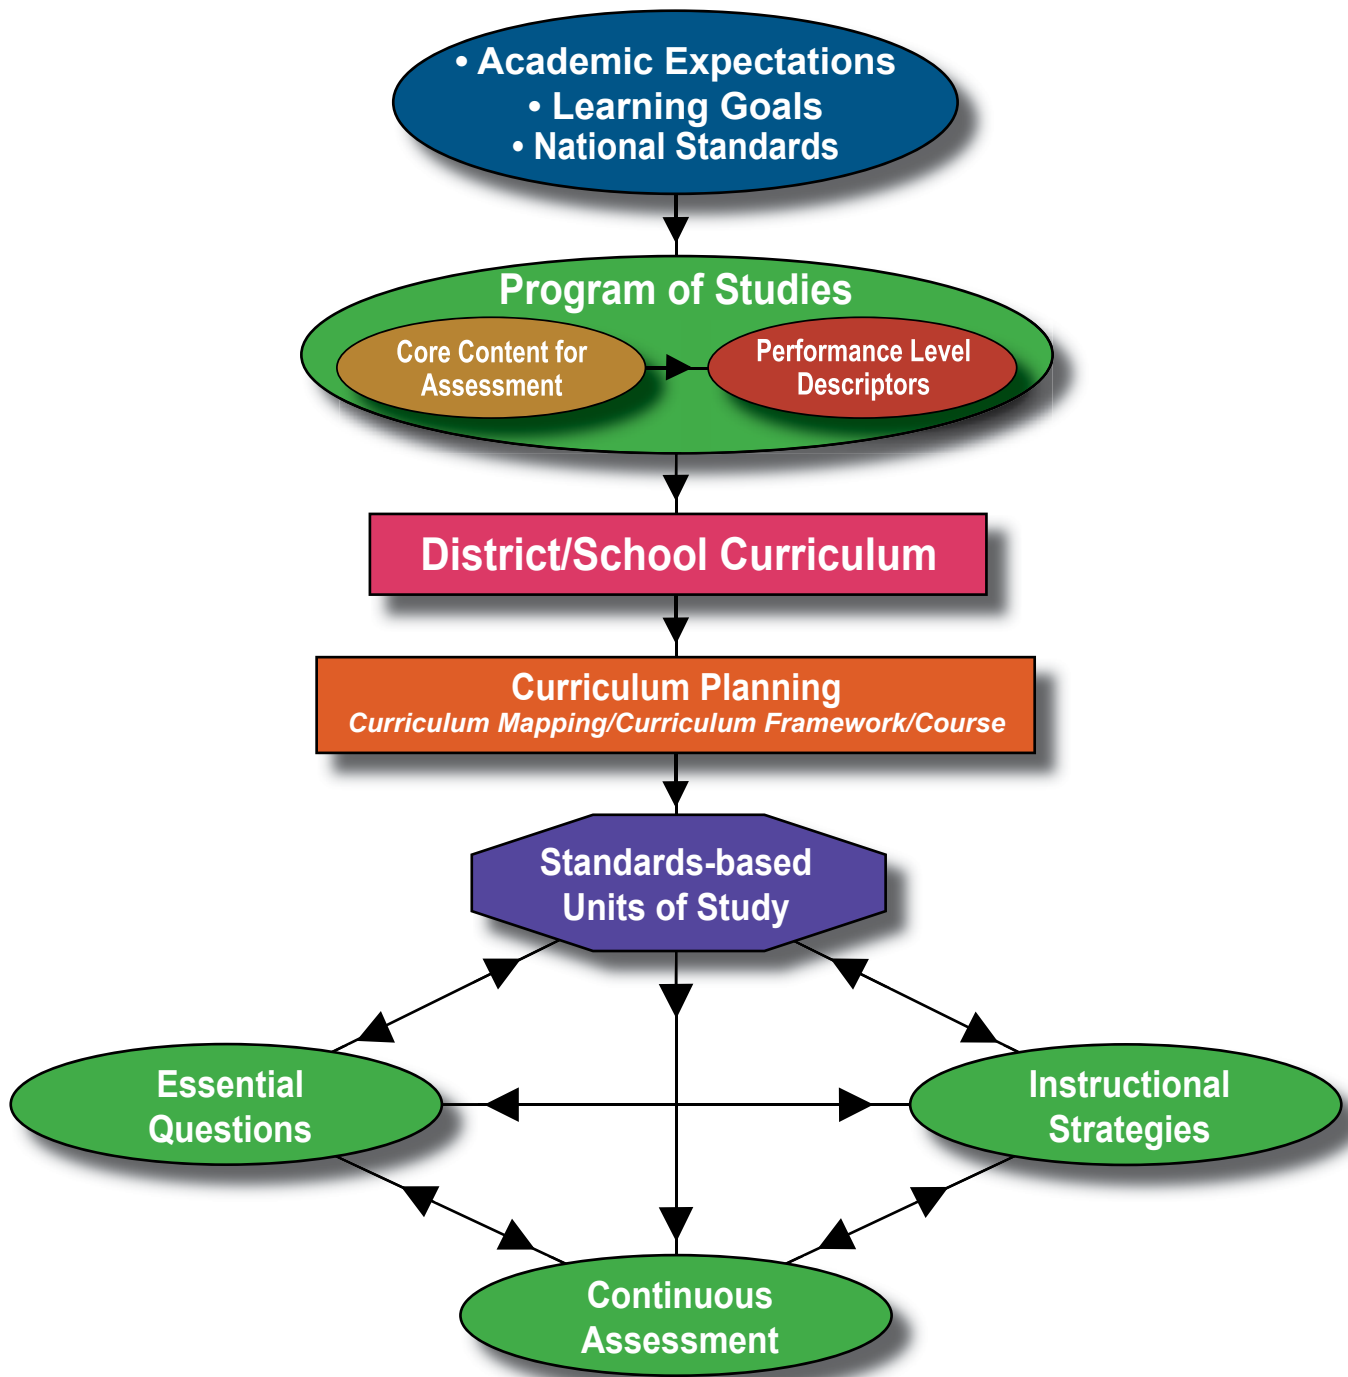 • Academic Expectations
• Learning Goals
• National Standards
Program of Studies
Core Content for
Assessment
Performance Level
Descriptors
District/School Curriculum
Curriculum Planning
Curriculum Mapping/Curriculum Framework/Course
Standards-based
Units of Study
Essential
Questions
Instructional
Strategies
Continuous
Assessment